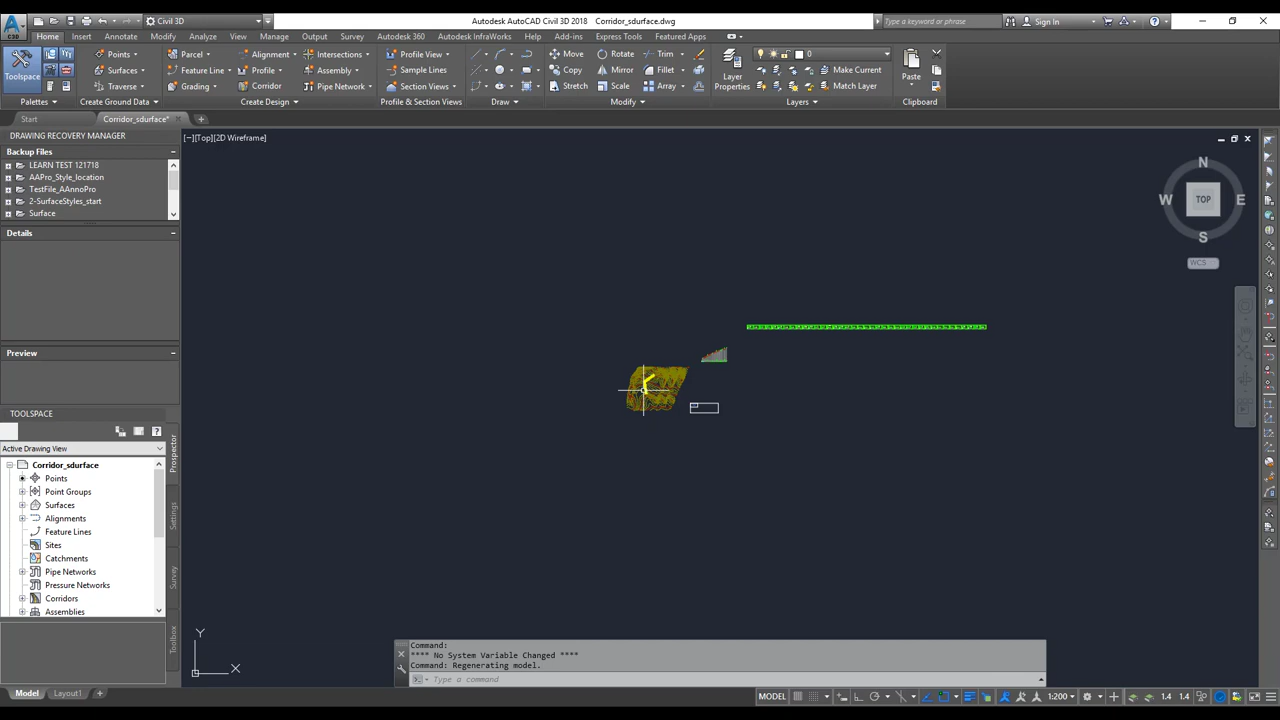 A
C3D
Civil 3D
Autodesk AutoCAD Civil 3D 2018   Corridor_sdurface.dwg
Type a keyword or phrase
Sign In
Home Insert Annotate Modify Analyze View Manage Output Survey Autodesk 360 Autodesk InfraWorks Help Add-ins Express Tools Featured Apps
Toolspace
Points
Surfaces
Traverse
Parcel
Feature Line
Grading
Alignment
Profile
Corridor
Intersections
Assembly
Pipe Network
Profile View
Sample Lines
Section Views
Move
Copy
Stretch
Rotate
Mirror
Scale
Trim
Fillet
Array
Layer
Properties
0
Make Current
Match Layer
Paste
Palettes Create Ground Data Create Design Profile & Section Views Draw Modify Layers Clipboard
Start
Corridor_sdurface*
DRAWING RECOVERY MANAGER
Backup Files
LEARN TEST 121718
AAPro_Style_location
TestFile_AAnnoPro
2-SurfaceStyles_start
Surface
Details
Preview
TOOLSPACE
Active Drawing View
Corridor_sdurface
Points
Point Groups
Surfaces
Alignments
Feature Lines
Sites
Catchments
Pipe Networks
Pressure Networks
Corridors
Assemblies
Prospector
Settings
Survey
Toolbox
[−][Top][2D Wireframe]
N
W TOP E
S
WCS
Y
X
Command:
**** No System Variable Changed ****
Command: Regenerating model.
Type a command
Model Layout1 +
MODEL
1:200
1:4 1:4